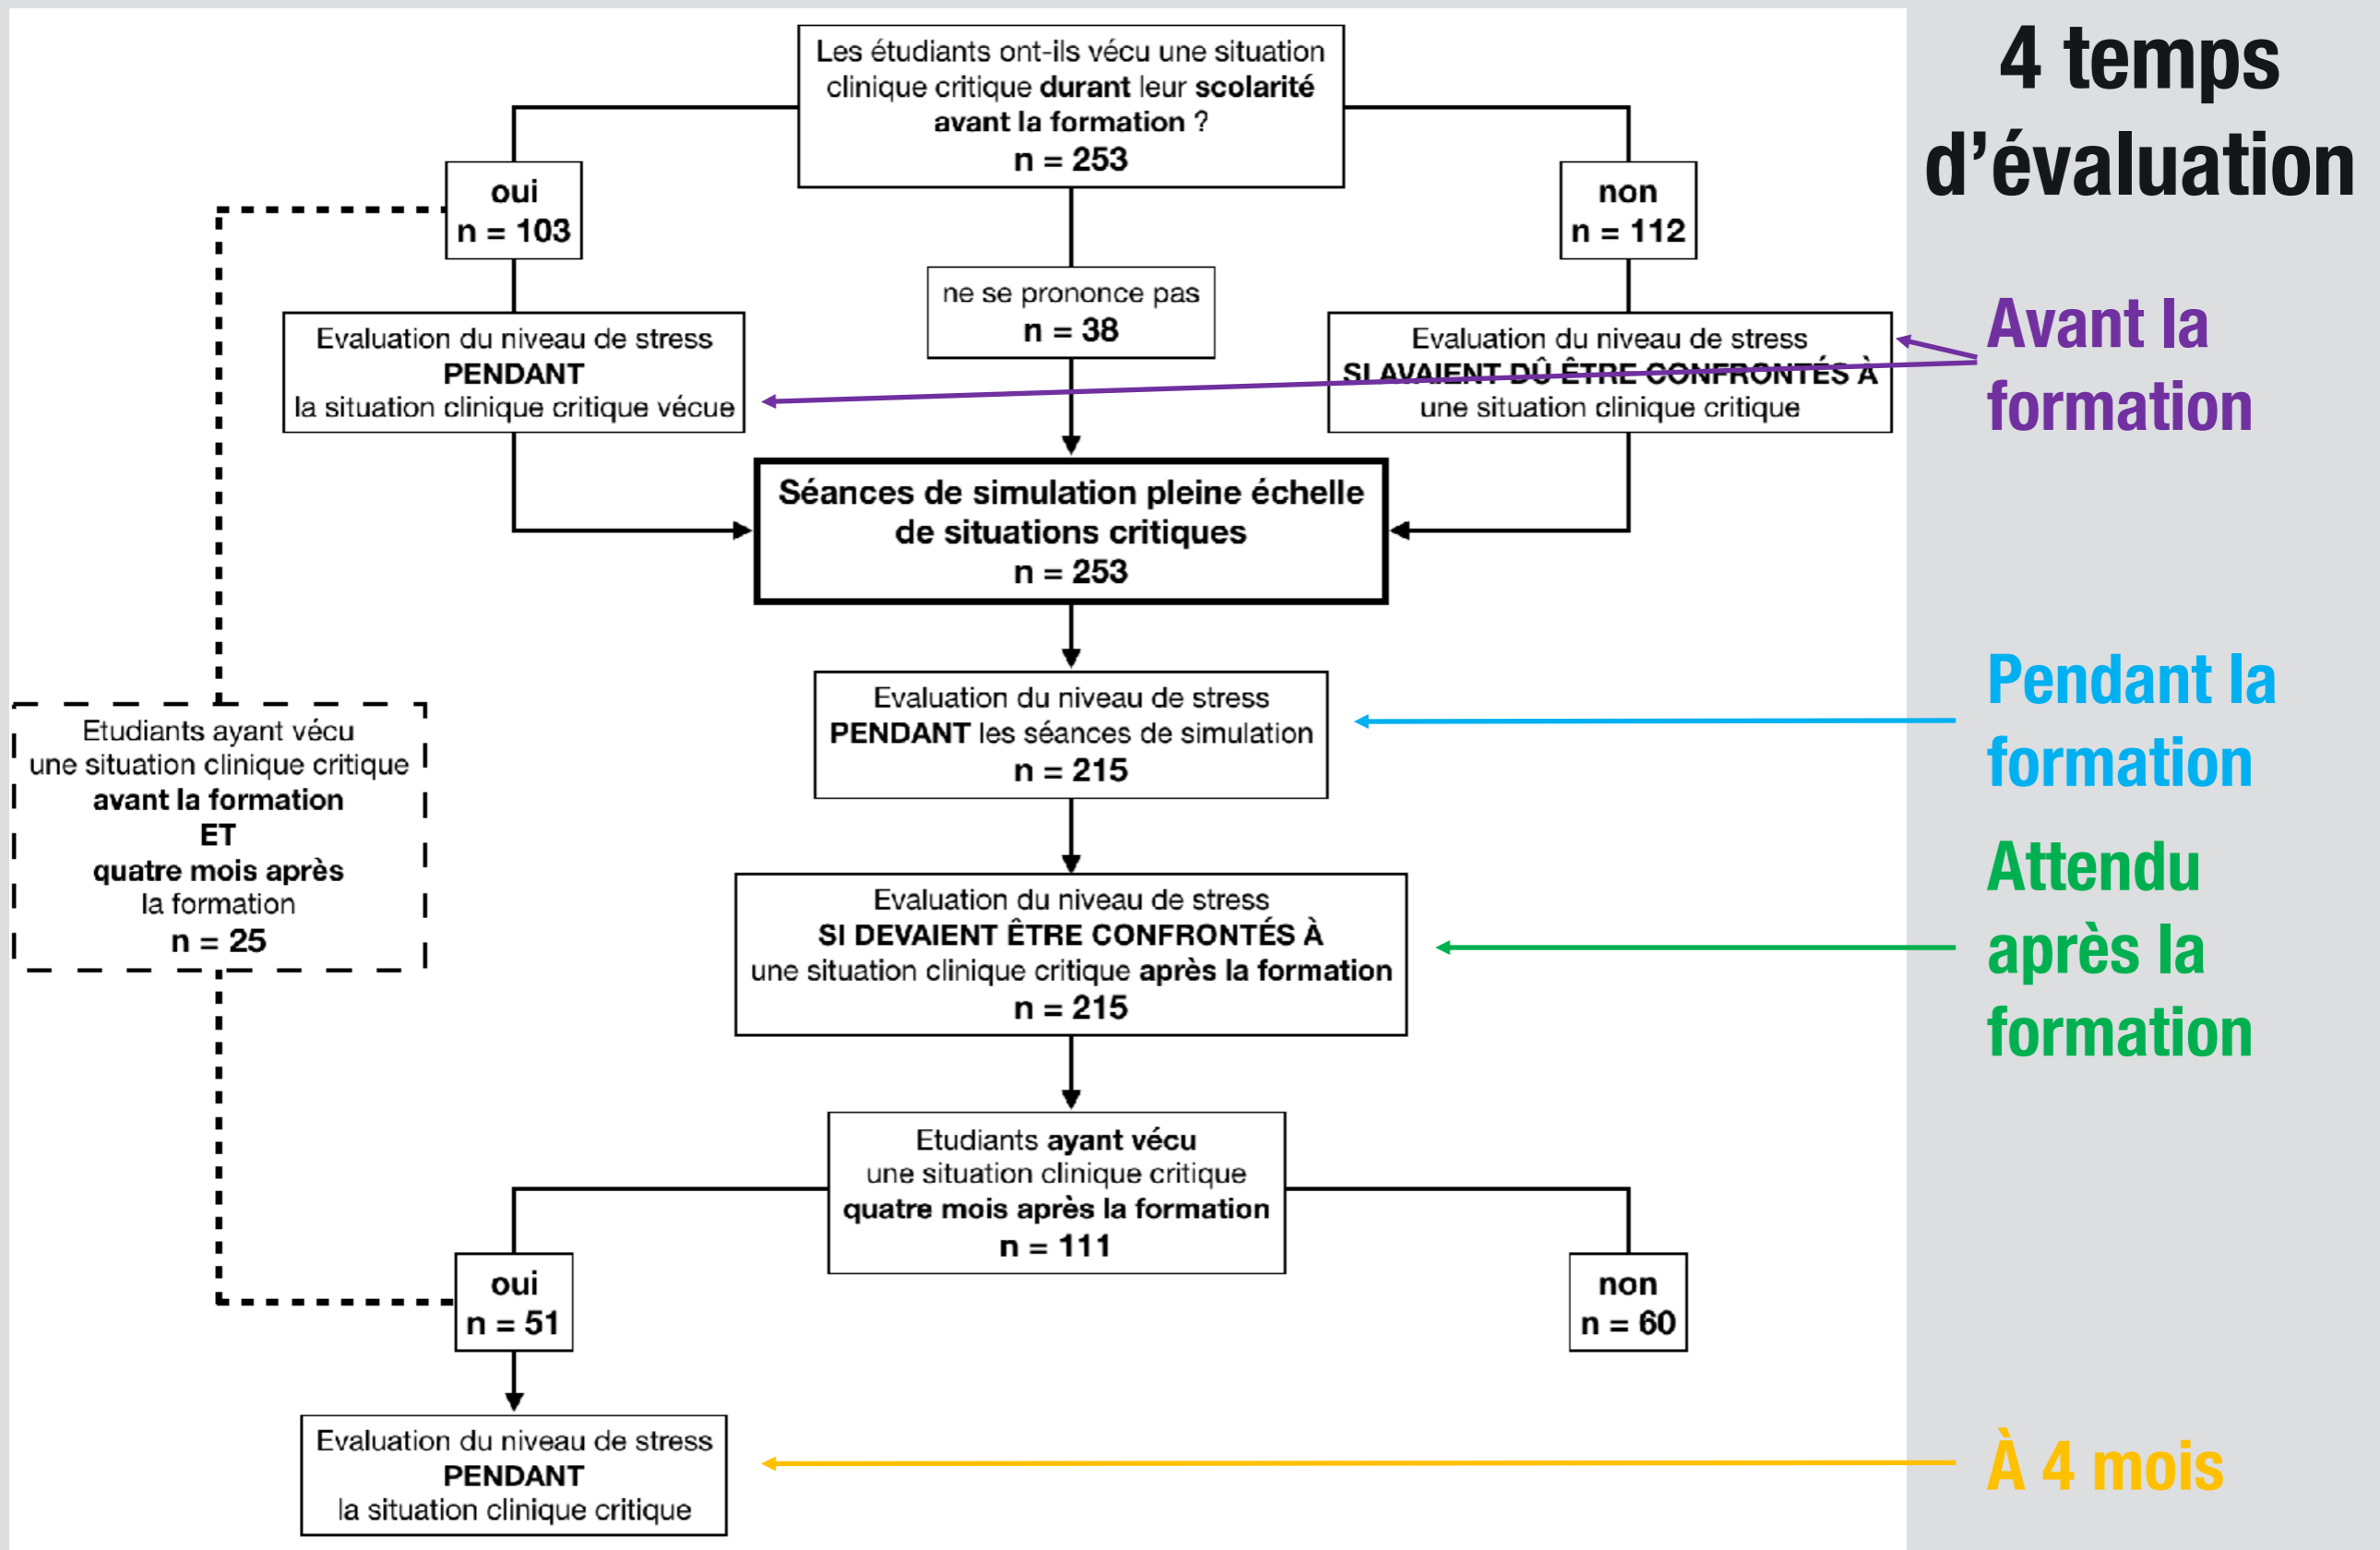 4 temps
d’évaluation
Les étudiants ont-ils vécu une situation
clinique critique durant leur scolarité
avant la formation ?
n = 253
oui
n = 103
non
n = 112
ne se prononce pas
n = 38
Evaluation du niveau de stress
PENDANT
la situation clinique critique vécue
Evaluation du niveau de stress
SI AVAIENT DÛ ÊTRE CONFRONTÉS À
une situation clinique critique
Avant la
formation
Séances de simulation pleine échelle
de situations critiques
n = 253
Evaluation du niveau de stress
PENDANT les séances de simulation
n = 215
Pendant la
formation
Etudiants ayant vécu
une situation clinique critique
avant la formation
ET
quatre mois après
la formation
n = 25
Evaluation du niveau de stress
SI DEVAIENT ÊTRE CONFRONTÉS À
une situation clinique critique après la formation
n = 215
Attendu
après la
formation
Etudiants ayant vécu
une situation clinique critique
quatre mois après la formation
n = 111
oui
n = 51
non
n = 60
Evaluation du niveau de stress
PENDANT
la situation clinique critique
À 4 mois